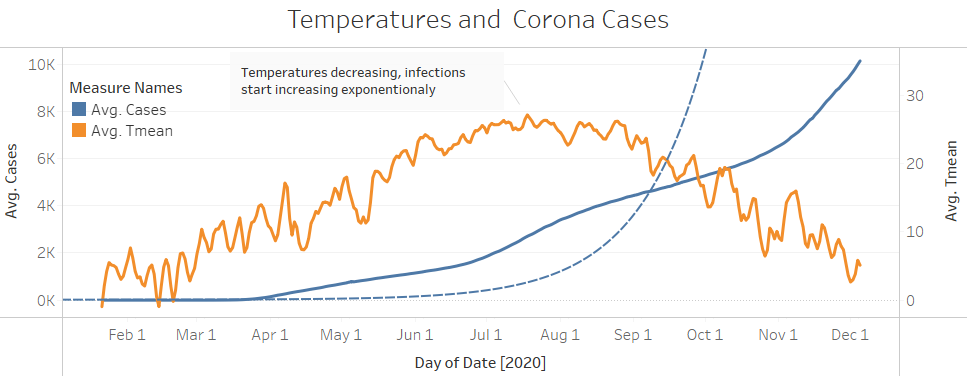 Temperatures and Corona Cases
Temperatures decreasing, infections
start increasing exponentionaly
Measure Names
Avg. Cases
Avg. Tmean
Avg. Cases
10K
8K
6K
4K
2K
0K
30
20
10
0
Avg. Tmean
Feb 1 Mar 1 Apr 1 May 1 Jun 1 Jul 1 Aug 1 Sep 1 Oct 1 Nov 1 Dec 1
Day of Date [2020]